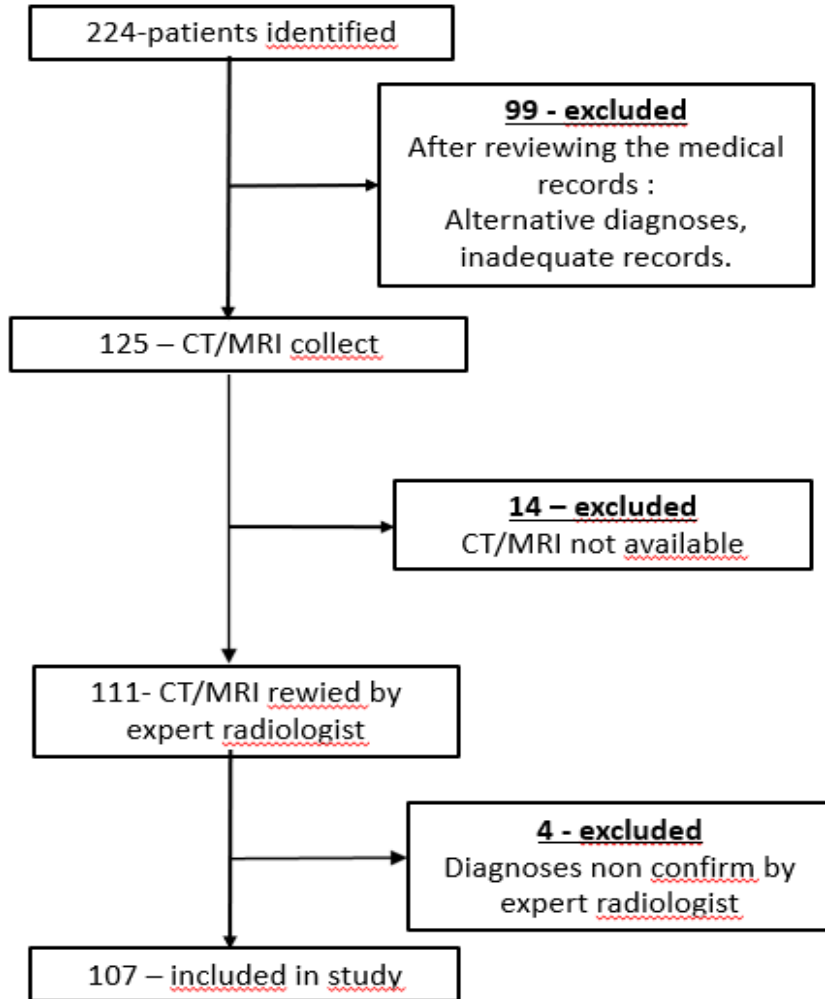 224-patients identified
99 - excluded
After reviewing the medical
records :
Alternative diagnoses,
inadequate records.
125 – CT/MRI collect
14 – excluded
CT/MRI not available
111- CT/MRI rewied by
expert radiologist
4 - excluded
Diagnoses non confirm by
expert radiologist
107 – included in study